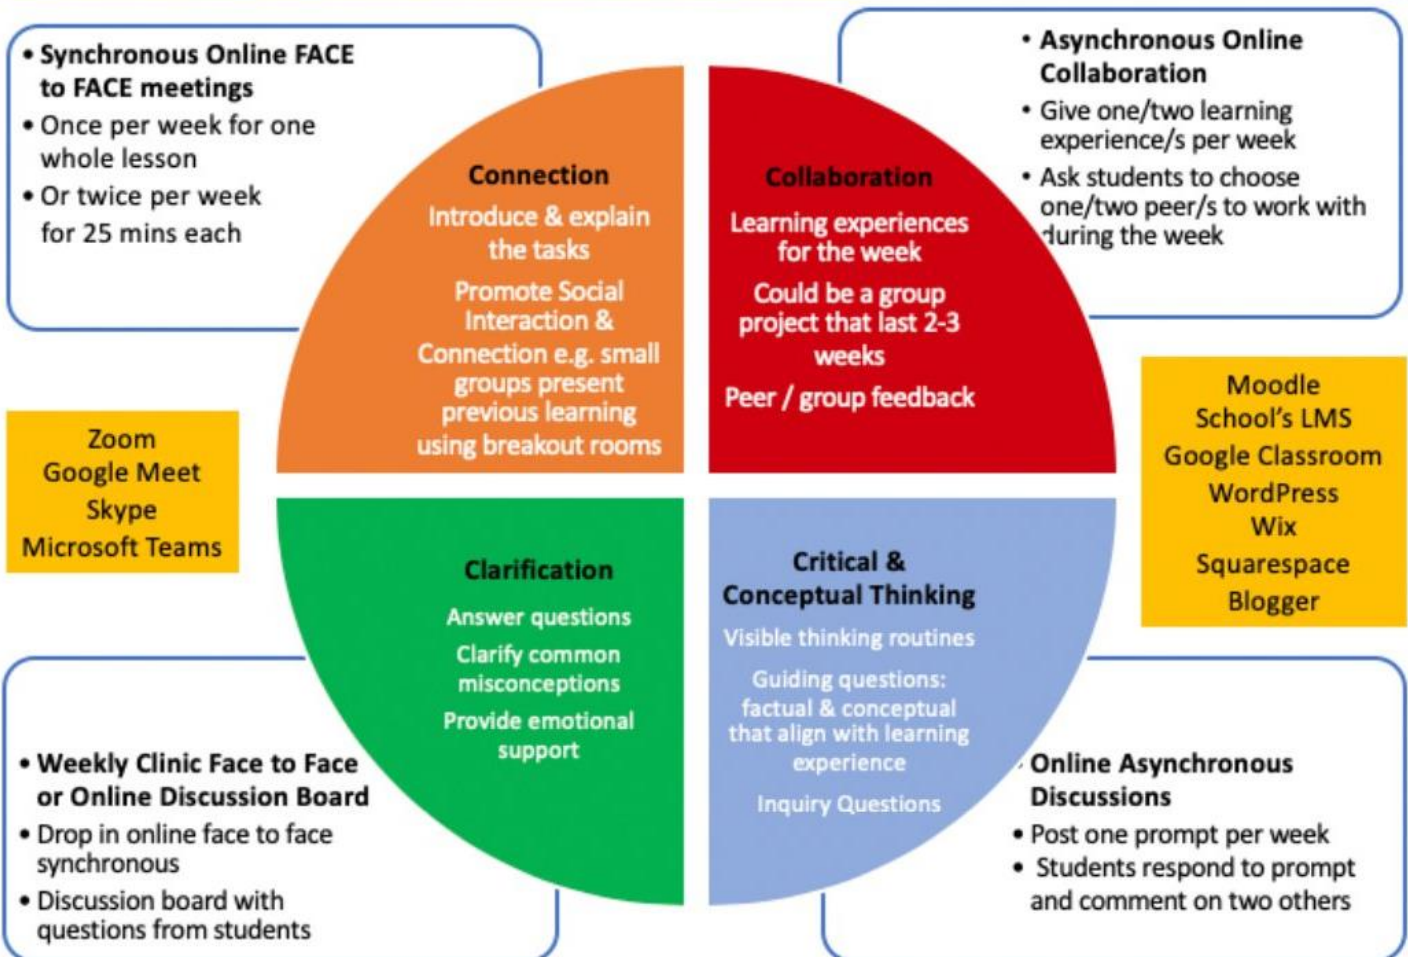 • Synchronous Online FACE
to FACE meetings
• Once per week for one
whole lesson
• Or twice per week
for 25 mins each
• Asynchronous Online
Collaboration
• Give one/two learning
experience/s per week
• Ask students to choose
one/two peer/s to work with
during the week
Connection
Introduce & explain
the tasks
Promote Social
Interaction &
Connection e.g. small
groups present
previous learning
using breakout rooms
Collaboration
Learning experiences
for the week
Could be a group
project that last 2-3
weeks
Peer / group feedback
Zoom
Google Meet
Skype
Microsoft Teams
Moodle
School's LMS
Google Classroom
WordPress
Wix
Squarespace
Blogger
Clarification
Answer questions
Clarify common
misconceptions
Provide emotional
support
Critical &
Conceptual Thinking
Visible thinking routines
Guiding questions:
factual & conceptual
that align with learning
experience
Inquiry Questions
• Weekly Clinic Face to Face
or Online Discussion Board
• Drop in online face to face
synchronous
• Discussion board with
questions from students
• Online Asynchronous
Discussions
• Post one prompt per week
• Students respond to prompt
and comment on two others